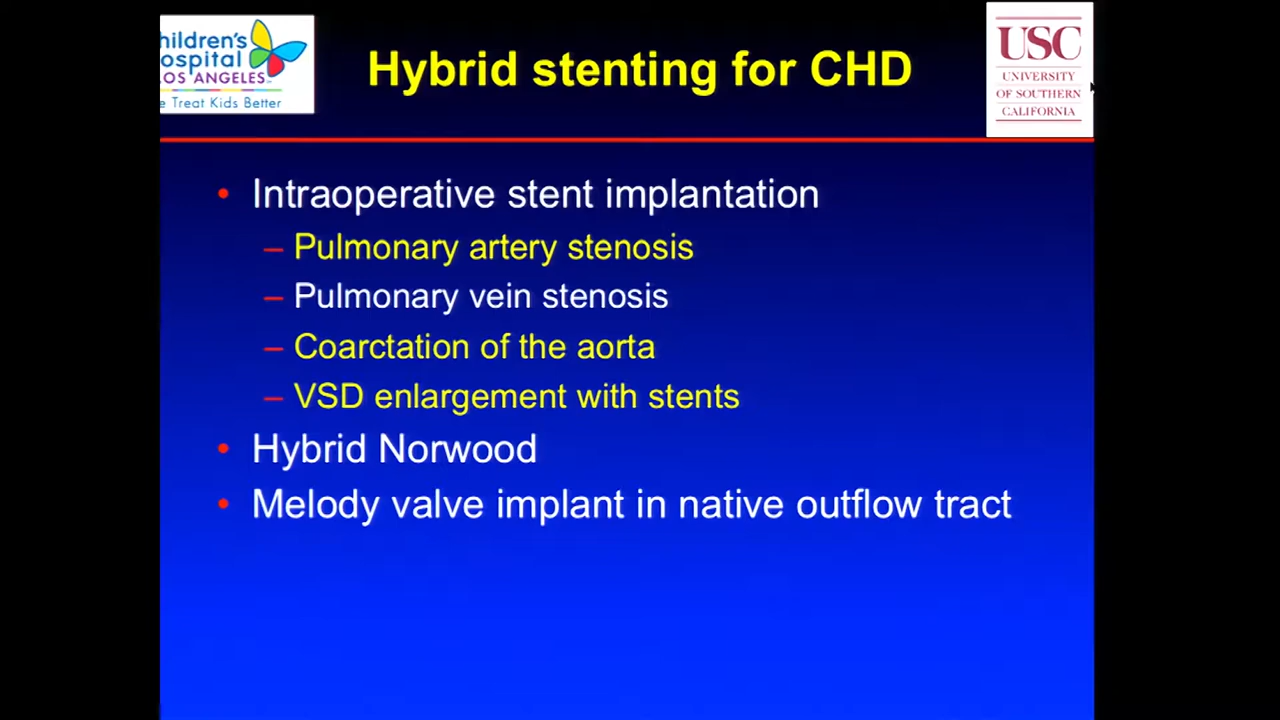 hildren's
ospital
LOS ANGELES
e Treat Kids Better
Hybrid stenting for CHD
USC
UNIVERSITY
OF SOUTHERN
CALIFORNIA
• Intraoperative stent implantation
– Pulmonary artery stenosis
– Pulmonary vein stenosis
– Coarctation of the aorta
– VSD enlargement with stents
• Hybrid Norwood
• Melody valve implant in native outflow tract